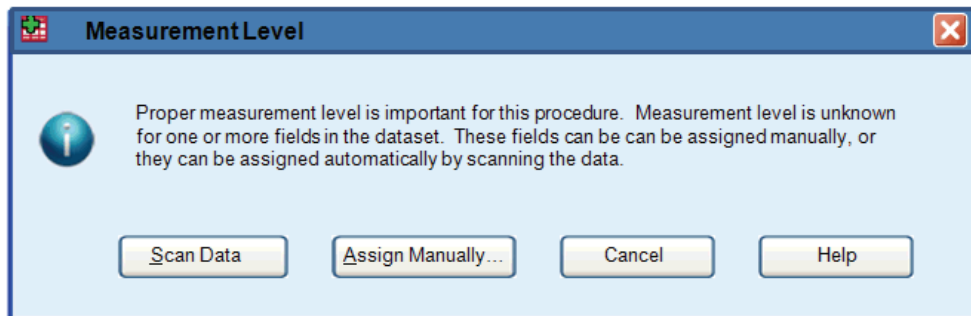 Measurement Level
Proper measurement level is important for this procedure. Measurement level is unknown
for one or more fields in the dataset. These fields can be can be assigned manually, or
they can be assigned automatically by scanning the data.
Scan Data Assign Manually... Cancel Help